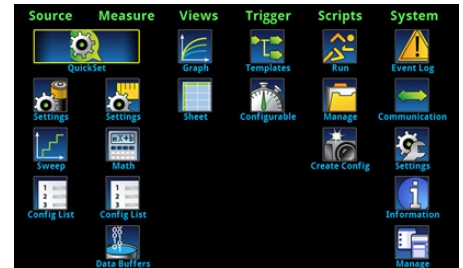 Source Measure Views Trigger Scripts System
QuickSet Graph Templates Run Event Log
Settings Settings Sheet Configurable Manage Communication
Sweep Math Create Config Settings
Config List Config List Information
Data Buffers Manage